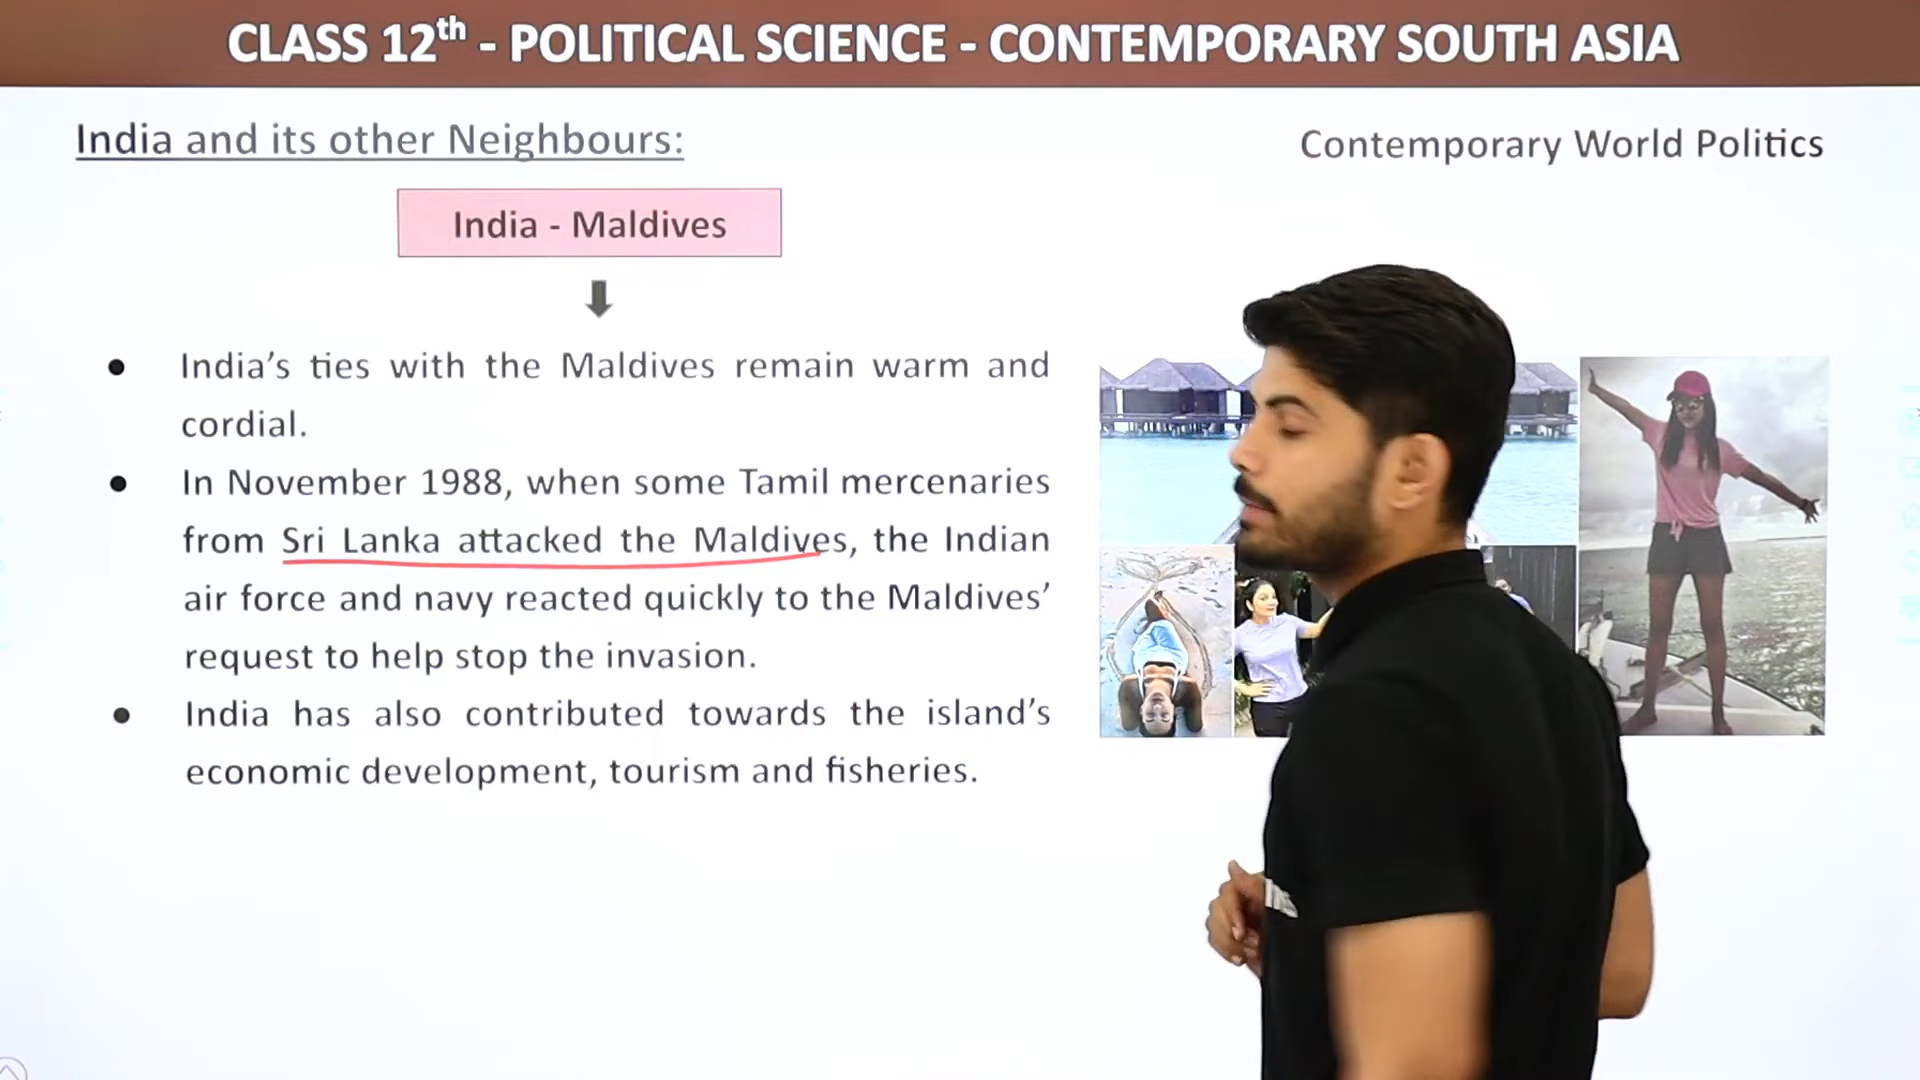 CLASS 12th - POLITICAL SCIENCE - CONTEMPORARY SOUTH ASIA
India and its other Neighbours:
Contemporary World Politics
India - Maldives
● India’s ties with the Maldives remain warm and
cordial.
● In November 1988, when some Tamil mercenaries
from Sri Lanka attacked the Maldives, the Indian
air force and navy reacted quickly to the Maldives’
request to help stop the invasion.
● India has also contributed towards the island’s
economic development, tourism and fisheries.